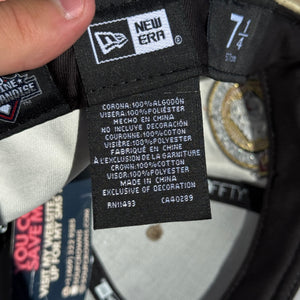 NEW
ERA
7 1/4
CORONA:100%ALGODÓN
VISERA:100%POLIÉSTER
HECHO EN CHINA
NO INCLUYE DECORACIÓN
COURONNE:100%COTON
VISIÈRE:100%POLYESTER
FABRIQUÉ EN CHINE
À L'EXCLUSION DE LA GARNITURE
CROWN:100%COTTON
VISOR:100%POLYESTER
MADE IN CHINA
EXCLUSIVE OF DECORATION
RN11493 CA40289
FIFTY